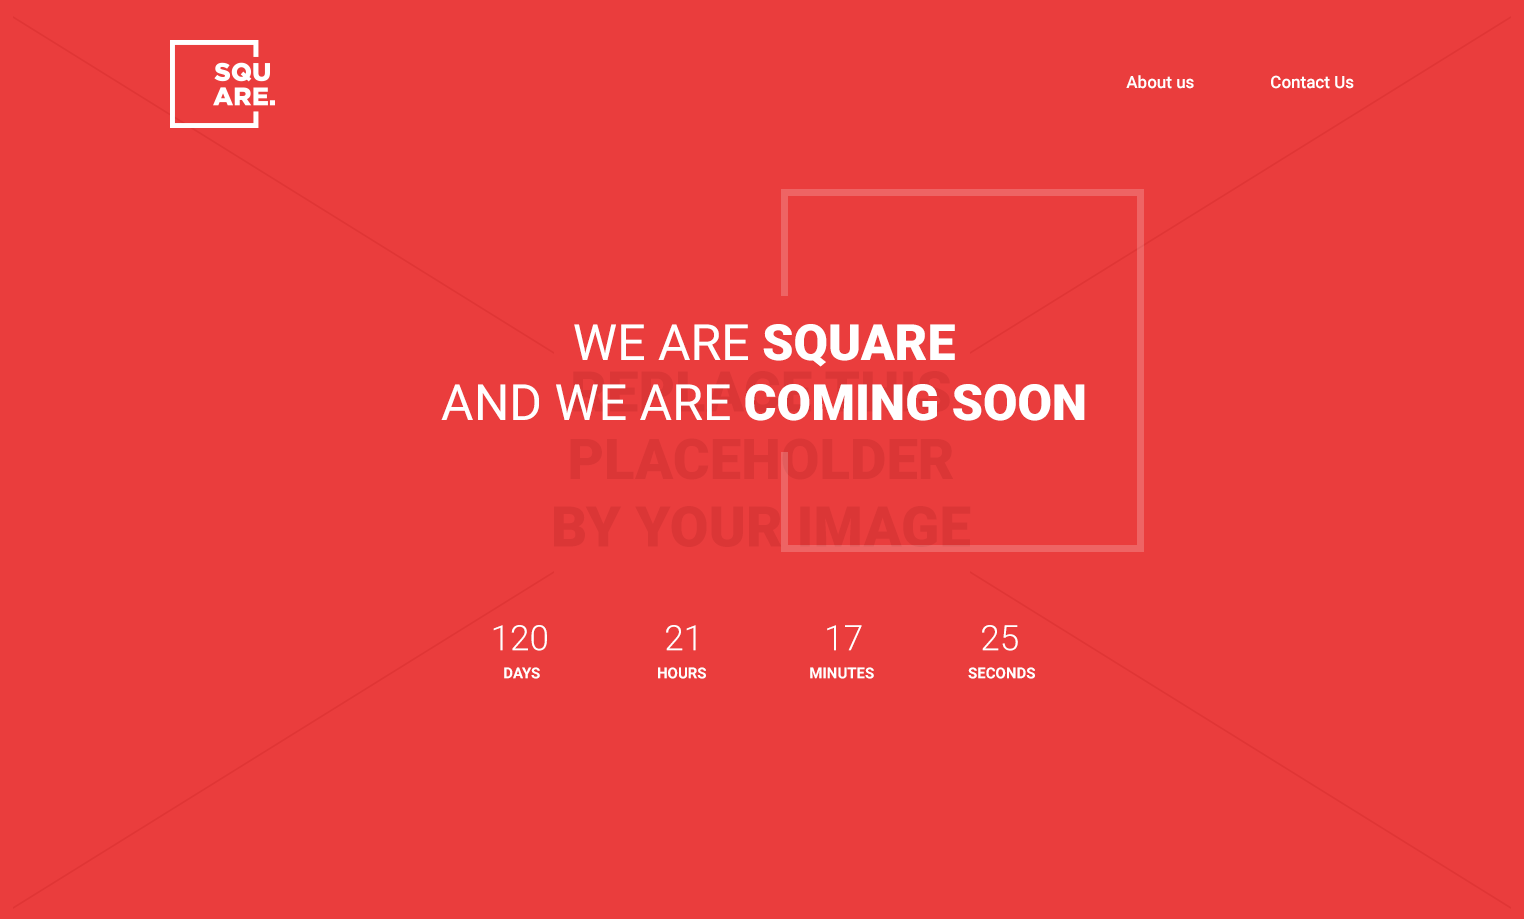 SQU
ARE.
About us
Contact Us
WE ARE SQUARE
REPLACE THIS
AND WE ARE COMING SOON
PLACEHOLDER
BY YOUR IMAGE
120
DAYS
21
HOURS
17
MINUTES
25
SECONDS